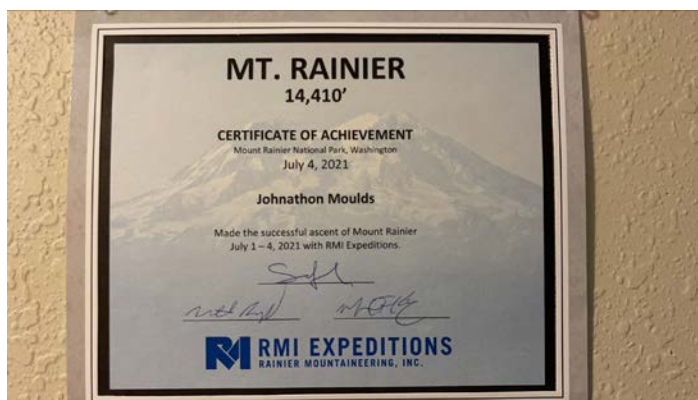 MT. RAINIER
14,410'
CERTIFICATE OF ACHIEVEMENT
Mount Rainier National Park, Washington
July 4, 2021
Johnathon Moulds
Made the successful ascent of Mount Rainier
July 1 – 4, 2021 with RMI Expeditions.
RMI RMI EXPEDITIONS
RAINIER MOUNTAINEERING, INC.